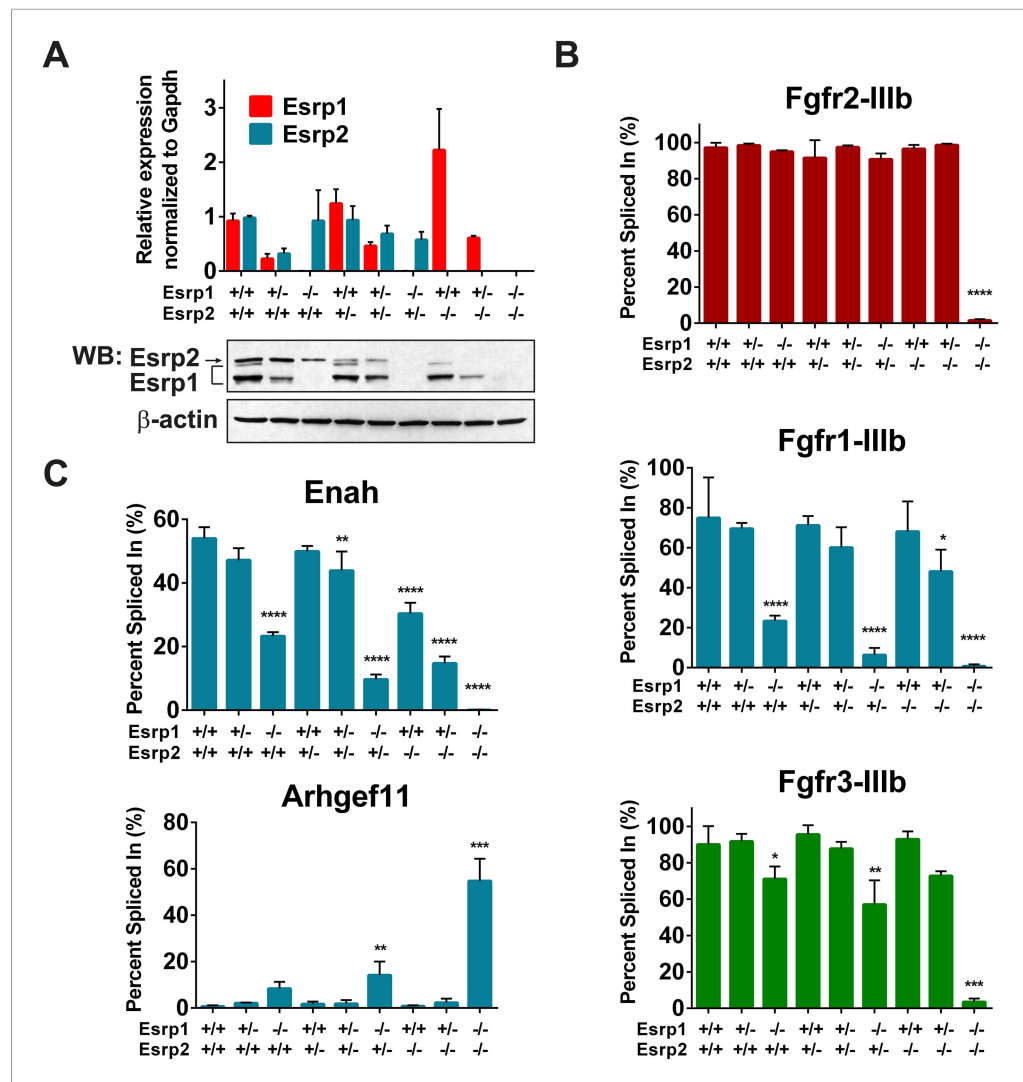 A
Relative expression
normalized to Gapdh
3
2
1
0
Esrp1
Esrp2
Esrp1 +/+ +/- -/- +/+ +/- -/- +/+ +/- -/-
Esrp2 +/+ +/+ +/+ +/- +/- +/- -/- -/- -/-
WB: Esrp2
Esrp1
β-actin
B
Fgfr2-IIIb
Percent Spliced In (%)
100
80
60
40
20
0
****
Esrp1 +/+ +/- -/- +/+ +/- -/- +/+ +/- -/-
Esrp2 +/+ +/+ +/+ +/- +/- +/- -/- -/- -/-
Fgfr1-IIIb
Percent Spliced In (%)
80
60
40
20
0
**** **** * ****
Esrp1 +/+ +/- -/- +/+ +/- -/- +/+ +/- -/-
Esrp2 +/+ +/+ +/+ +/- +/- +/- -/- -/- -/-
Fgfr3-IIIb
Percent Spliced In (%)
100
80
60
40
20
0
* ** ***
Esrp1 +/+ +/- -/- +/+ +/- -/- +/+ +/- -/-
Esrp2 +/+ +/+ +/+ +/- +/- +/- -/- -/- -/-
C
Enah
Percent Spliced In (%)
60
40
20
0
**** ** **** **** **** ****
Esrp1 +/+ +/- -/- +/+ +/- -/- +/+ +/- -/-
Esrp2 +/+ +/+ +/+ +/- +/- +/- -/- -/- -/-
Arhgef11
Percent Spliced In (%)
80
60
40
20
0
** ***
Esrp1 +/+ +/- -/- +/+ +/- -/- +/+ +/- -/-
Esrp2 +/+ +/+ +/+ +/- +/- +/- -/- -/- -/-